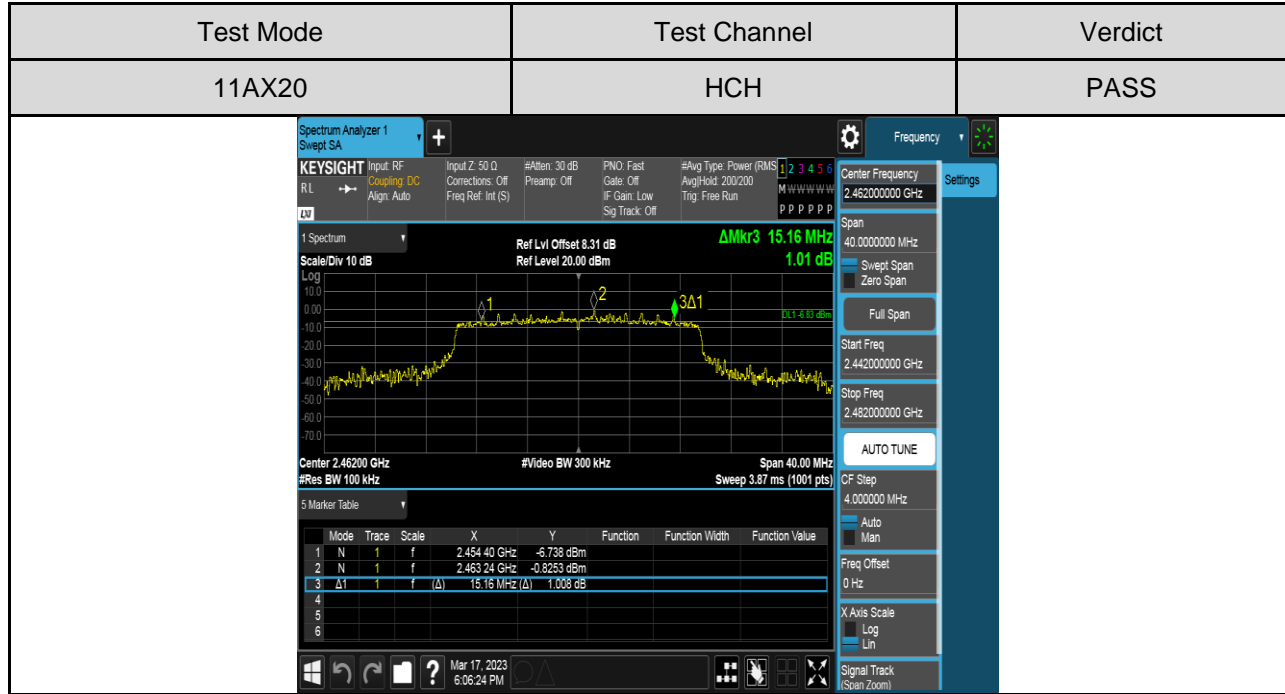 Test Mode Test Channel Verdict
11AX20 HCH PASS
Spectrum Analyzer 1
Swept SA
+
Frequency
KEYSIGHT Input: RF Input Z: 50 Ω #Atten: 30 dB PNO: Fast #Avg Type: Power (RMS 1 2 3 4 5 6
RL Coupling: DC Corrections: Off Preamp: Off Gate: Off Avg|Hold: 200/200 M W W W W W
Align: Auto Freq Ref: Int (S) IF Gain: Low Trig: Free Run
LXI Sig Track: Off P P P P P P
Center Frequency
2.462000000 GHz
Settings
Span
40.0000000 MHz
Swept Span
Zero Span
Full Span
Start Freq
2.442000000 GHz
Stop Freq
2.482000000 GHz
AUTO TUNE
CF Step
4.000000 MHz
Auto
Man
Freq Offset
0 Hz
X Axis Scale
Log
Lin
Signal Track
(Span Zoom)
1 Spectrum Ref Lvl Offset 8.31 dB ΔMkr3 15.16 MHz
Scale/Div 10 dB Ref Level 20.00 dBm 1.01 dB
Log
10.0
0.00
-10.0
-20.0
-30.0
-40.0
-50.0
-60.0
-70.0
1
2
3Δ1
DL1 -6.83 dBm
Center 2.46200 GHz #Video BW 300 kHz Span 40.00 MHz
#Res BW 100 kHz Sweep 3.87 ms (1001 pts)
5 Marker Table
Mode Trace Scale X Y Function Function Width Function Value
1 N 1 f 2.454 40 GHz -6.738 dBm
2 N 1 f 2.463 24 GHz -0.8253 dBm
3 Δ1 1 f (Δ) 15.16 MHz (Δ) 1.008 dB
4
5
6
? Mar 17, 2023
6:06:24 PM